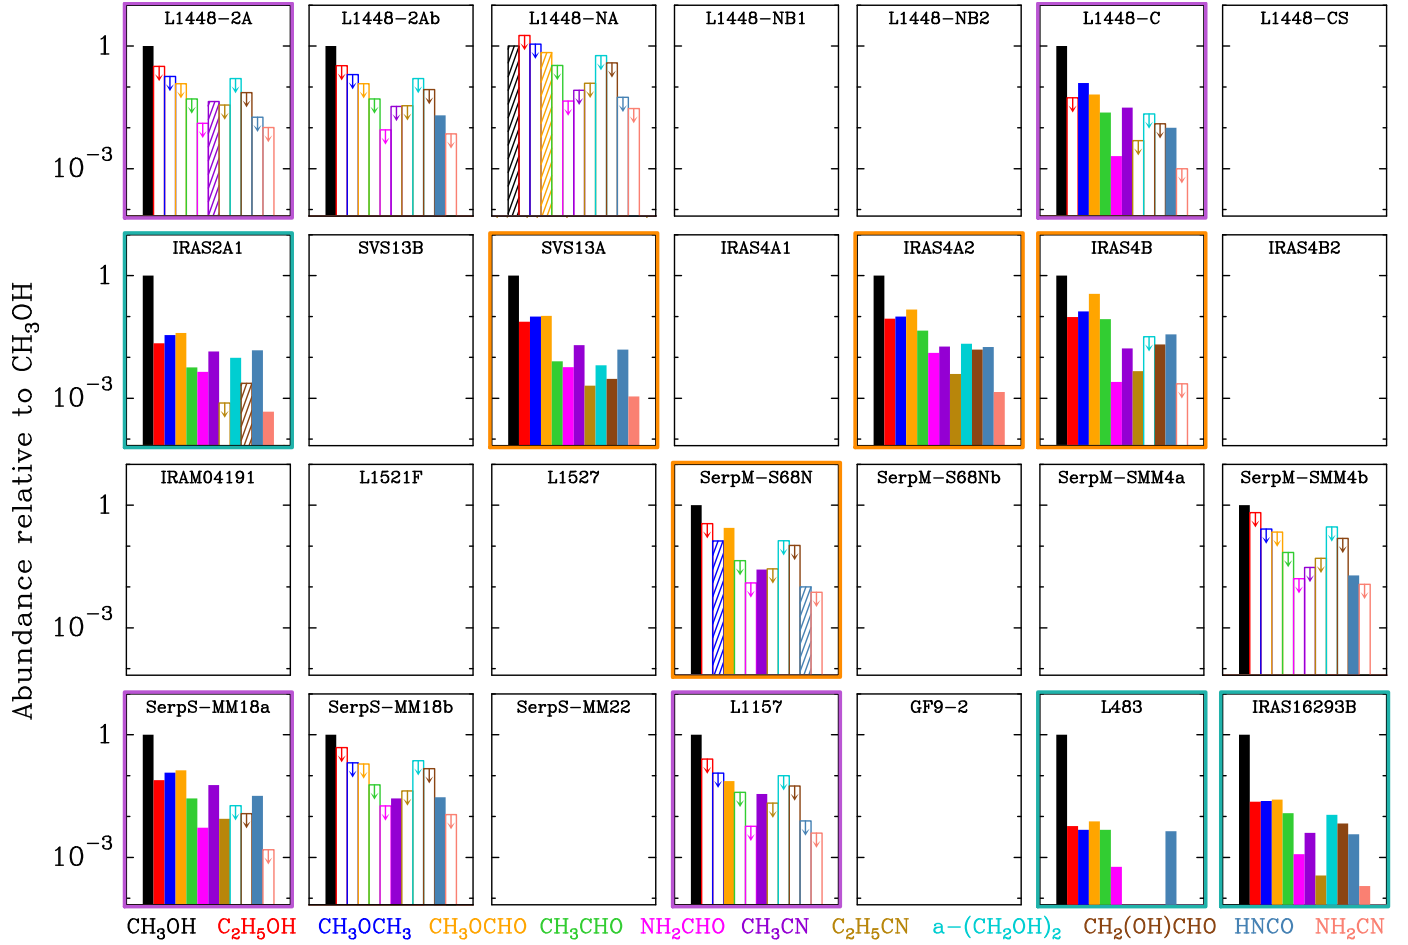 L1448-2A L1448-2Ab L1448-NA L1448-NB1 L1448-NB2 L1448-C L1448-CS
1
10⁻³
IRAS2A1 SVS13B SVS13A IRAS4A1 IRAS4A2 IRAS4B IRAS4B2
1
10⁻³
Abundance relative to CH₃OH
IRAM04191 L1521F L1527 SerpM-S68N SerpM-S68Nb SerpM-SMM4a SerpM-SMM4b
1
10⁻³
SerpS-MM18a SerpS-MM18b SerpS-MM22 L1157 GF9-2 L483 IRAS16293B
1
10⁻³
CH₃OH C₂H₅OH CH₃OCH₃ CH₃OCHO CH₃CHO NH₂CHO CH₃CN C₂H₅CN a-(CH₂OH)₂ CH₂(OH)CHO HNCO NH₂CN